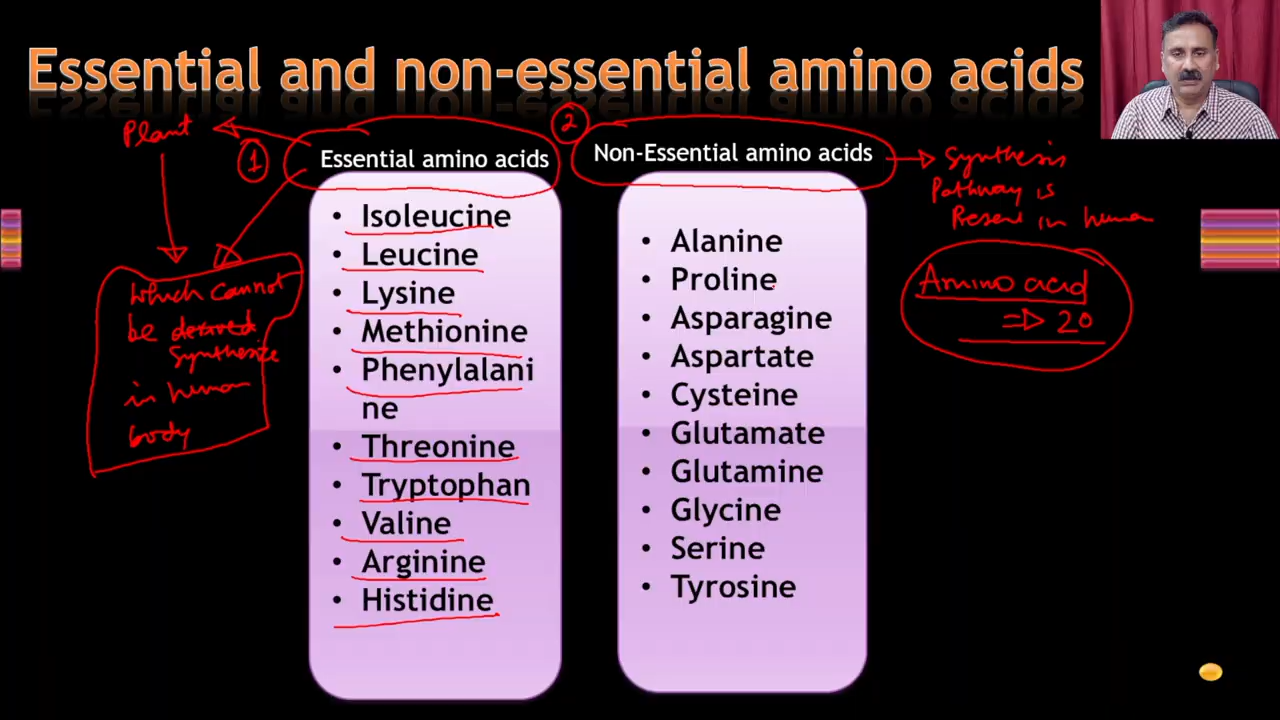 Essential and non-essential amino acids
Plant
1
Essential amino acids
• Isoleucine
• Leucine
• Lysine
• Methionine
• Phenylalani
ne
• Threonine
• Tryptophan
• Valine
• Arginine
• Histidine
which cannot
be derived
synthesize
in human
body
2
Non-Essential amino acids
• Alanine
• Proline
• Asparagine
• Aspartate
• Cysteine
• Glutamate
• Glutamine
• Glycine
• Serine
• Tyrosine
Synthesis
Pathway is
Present in human
Amino acid
⇒ 20